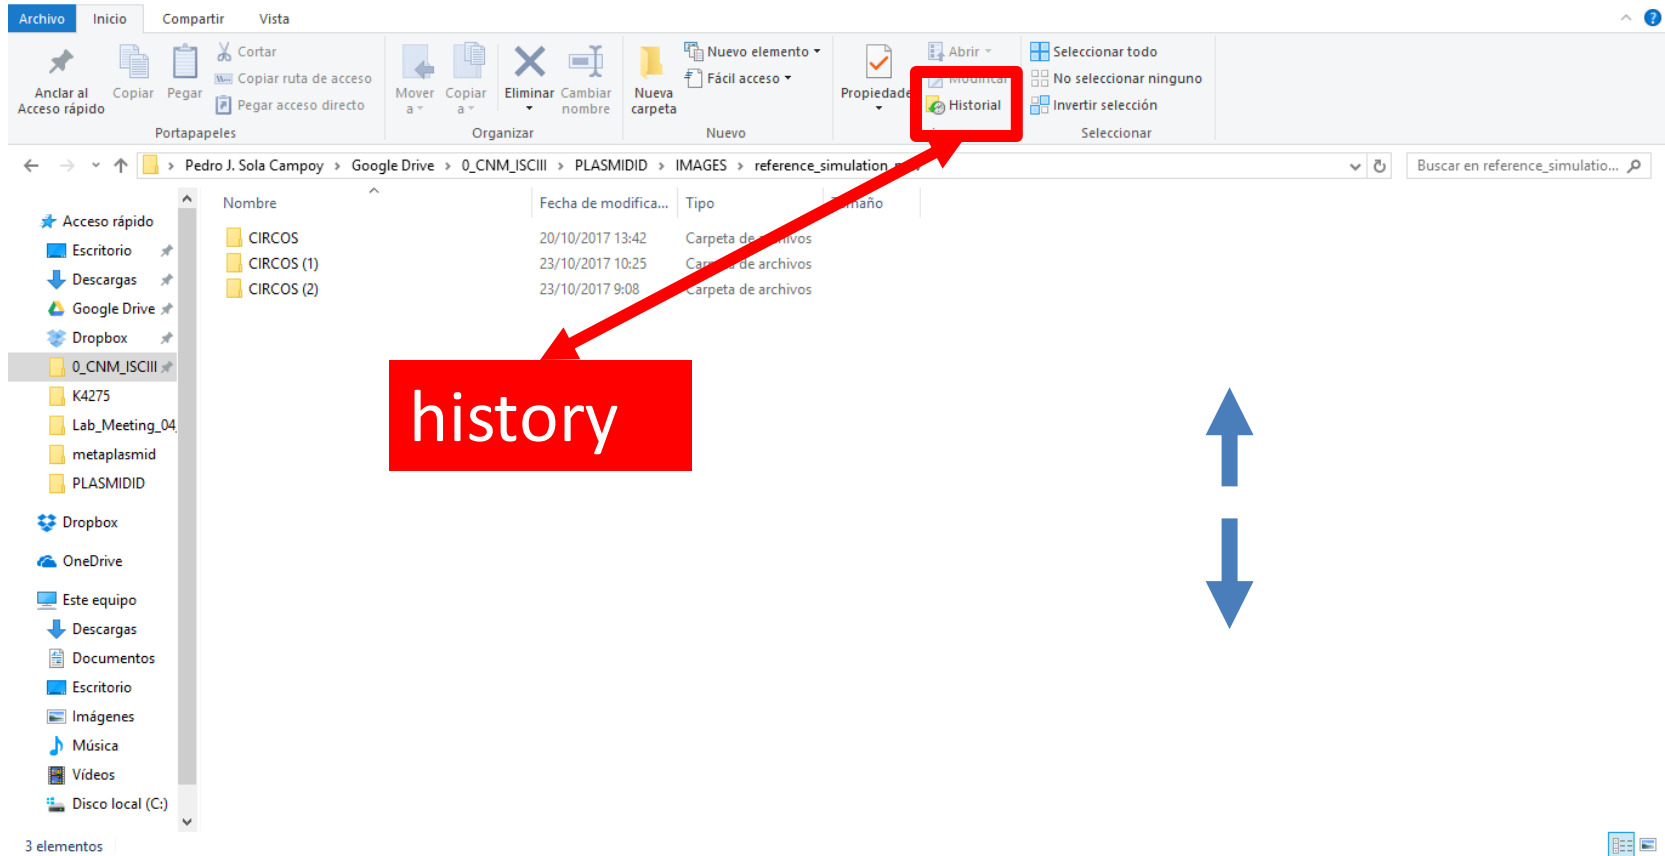 Archivo Inicio Compartir Vista
Anclar al Acceso rápido
Copiar
Pegar
Cortar
Copiar ruta de acceso
Pegar acceso directo
Portapapeles
Mover a
Copiar a
Eliminar
Cambiar nombre
Organizar
Nueva carpeta
Nuevo elemento
Fácil acceso
Nuevo
Abrir
Historial
Seleccionar todo
No seleccionar ninguno
Invertir selección
Seleccionar
Pedro J. Sola Campoy > Google Drive > 0_CNM_ISCIII > PLASMIDID > IMAGES >
Buscar en reference_simulatio...
Nombre Fecha de modifica... Tipo
CIRCOS 20/10/2017 13:42 Carpeta de archivos
CIRCOS (1) 23/10/2017 10:25 Carpeta de archivos
CIRCOS (2) 23/10/2017 9:08 Carpeta de archivos
history
Acceso rápido
Escritorio
Descargas
Google Drive
Dropbox
0_CNM_ISCIII
K4275
Lab_Meeting_04_
metaplasmid
PLASMIDID
Dropbox
OneDrive
Este equipo
Descargas
Documentos
Escritorio
Imágenes
Música
Vídeos
Disco local (C:)
3 elementos